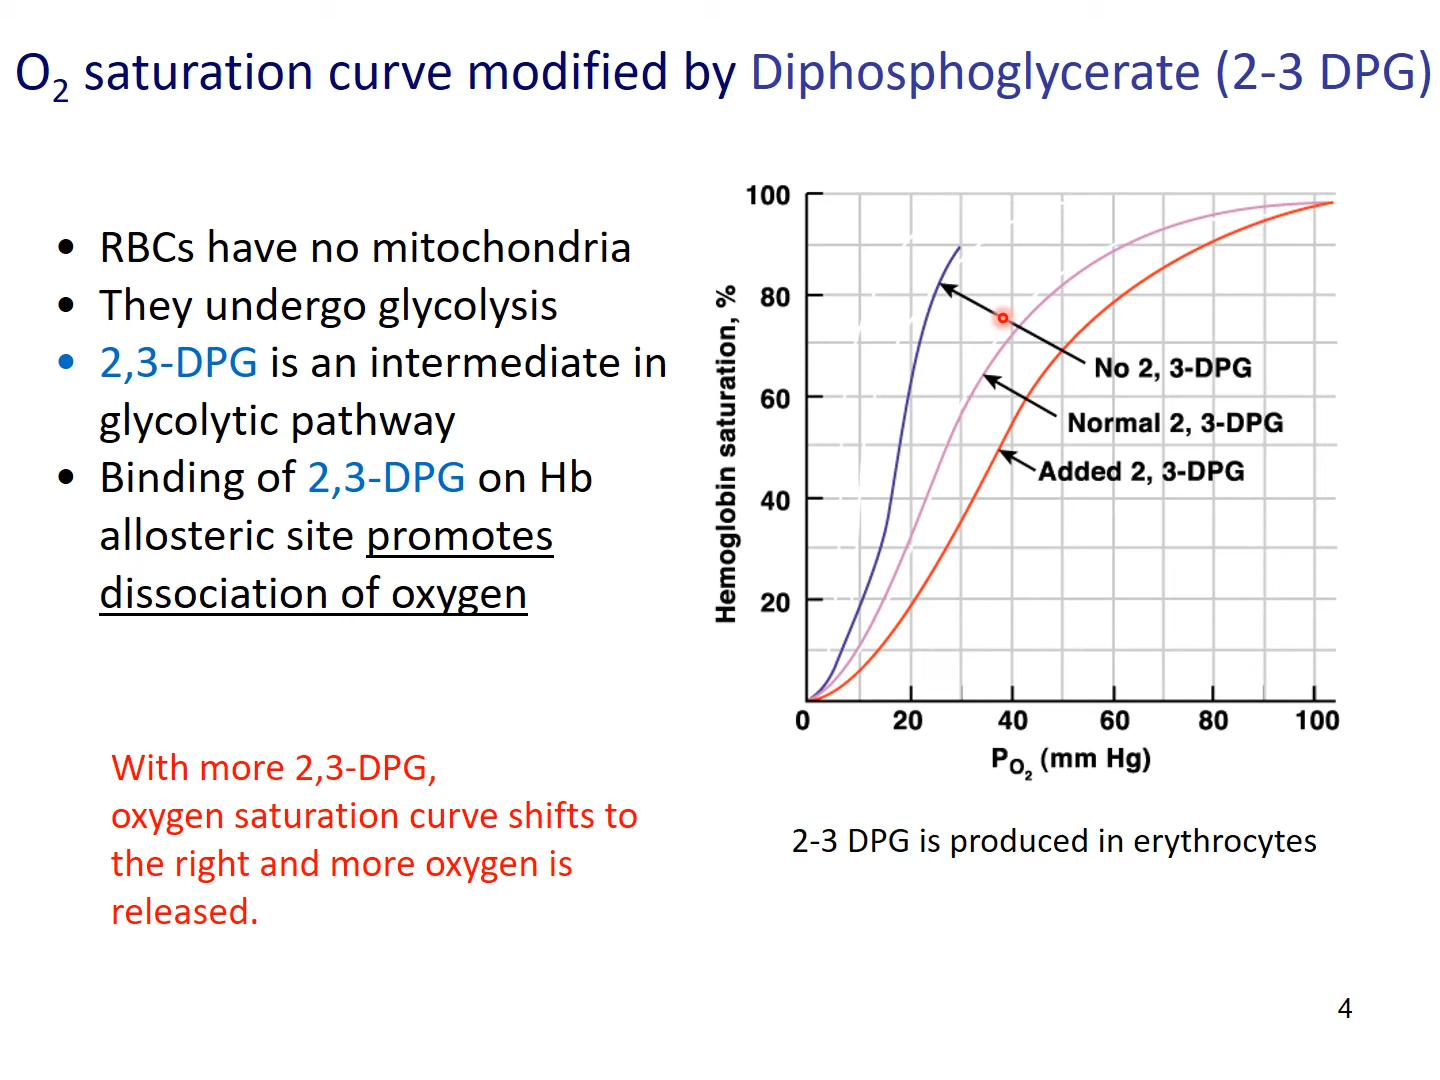 O2 saturation curve modified by Diphosphoglycerate (2-3 DPG)
• RBCs have no mitochondria
• They undergo glycolysis
• 2,3-DPG is an intermediate in
glycolytic pathway
• Binding of 2,3-DPG on Hb
allosteric site promotes
dissociation of oxygen
With more 2,3-DPG,
oxygen saturation curve shifts to
the right and more oxygen is
released.
Hemoglobin saturation, %
100
80
60
40
20
No 2, 3-DPG
Normal 2, 3-DPG
Added 2, 3-DPG
0 20 40 60 80 100
PO2 (mm Hg)
2-3 DPG is produced in erythrocytes
4